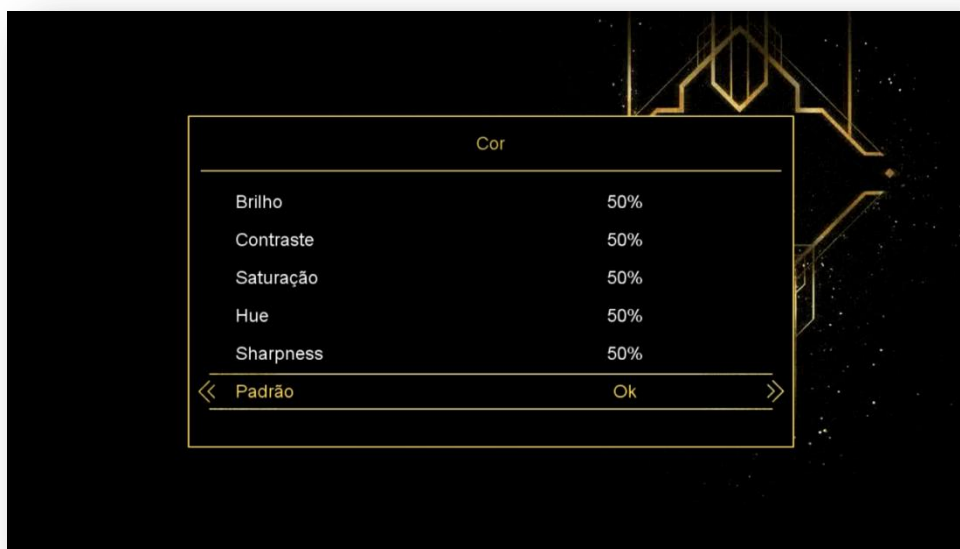 Cor
Brilho 50%
Contraste 50%
Saturação 50%
Hue 50%
Sharpness 50%
Padrão Ok